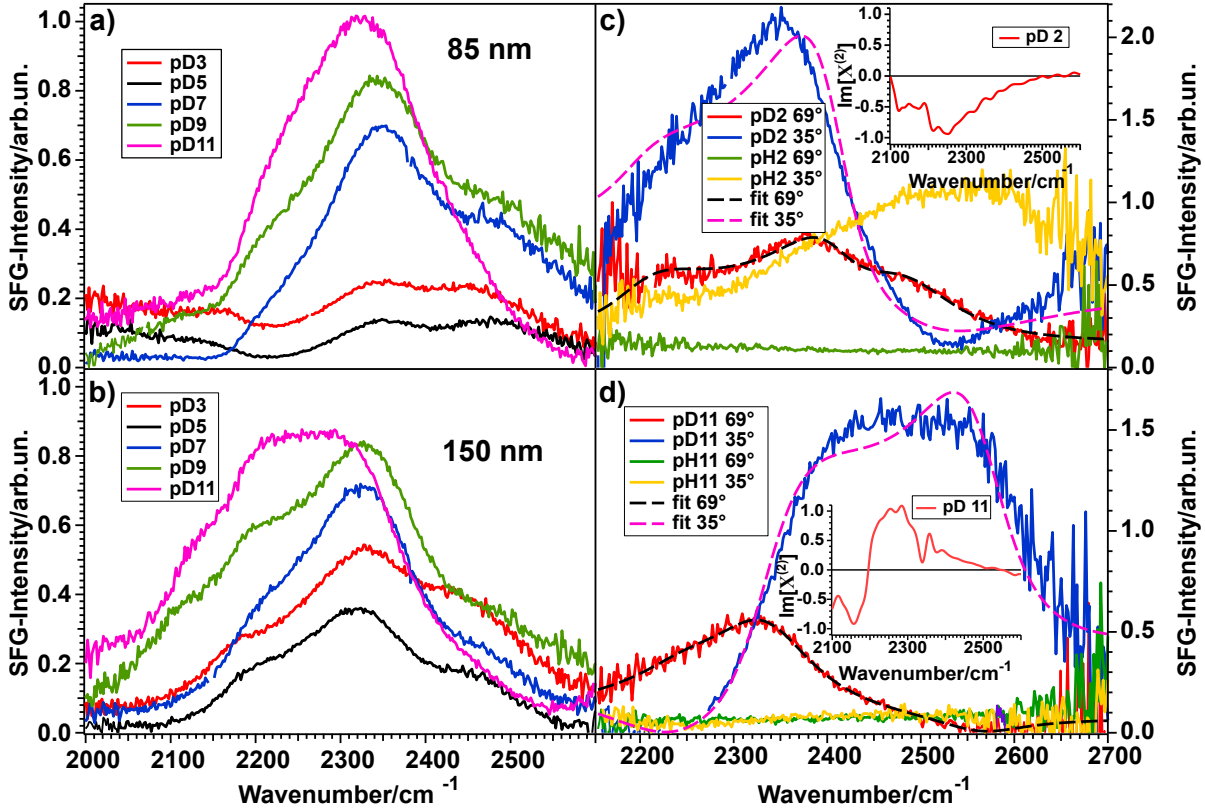 a)
85 nm
pD3
pD5
pD7
pD9
pD11
1.0
0.8
0.6
0.4
0.2
0.0
SFG-Intensity/arb.un.
b)
150 nm
pD3
pD5
pD7
pD9
pD11
1.0
0.8
0.6
0.4
0.2
0.0
SFG-Intensity/arb.un.
2000 2100 2200 2300 2400 2500
Wavenumber/cm-1
c)
pD2 69°
pD2 35°
pH2 69°
pH2 35°
fit 69°
fit 35°
pD 2
1.0
0.5
0.0
-0.5
-1.0
Im[X(2)]
2100 2300 2500
Wavenumber/cm-1
2.0
1.5
1.0
0.5
0.0
SFG-Intensity/arb.un.
d)
pD11 69°
pD11 35°
pH11 69°
pH11 35°
fit 69°
fit 35°
pD 11
1.0
0.5
0.0
-0.5
-1.0
Im[X(2)]
2100 2300 2500
Wavenumber/cm-1
1.5
1.0
0.5
0.0
SFG-Intensity/arb.un.
2200 2300 2400 2500 2600 2700
Wavenumber/cm-1